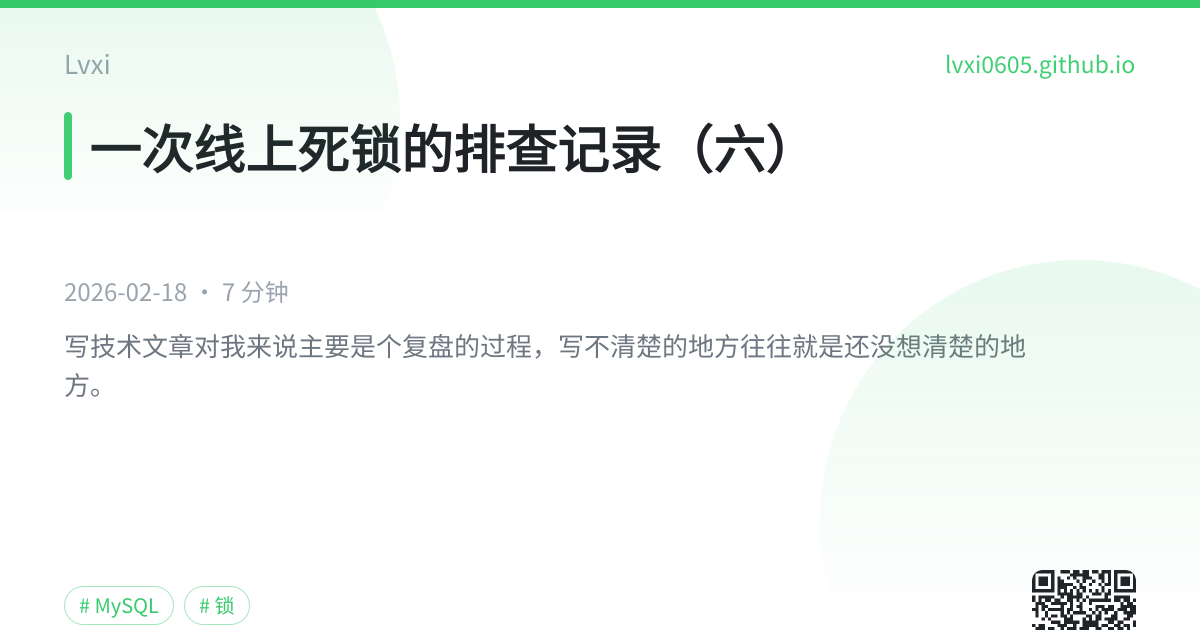 Lvxi
lvxi0605.github.io
一次线上死锁的排查记录（六）
2026-02-18 · 7 分钟
写技术文章对我来说主要是个复盘的过程，写不清楚的地方往往就是还没想清楚的地
方。
# MySQL
# 锁